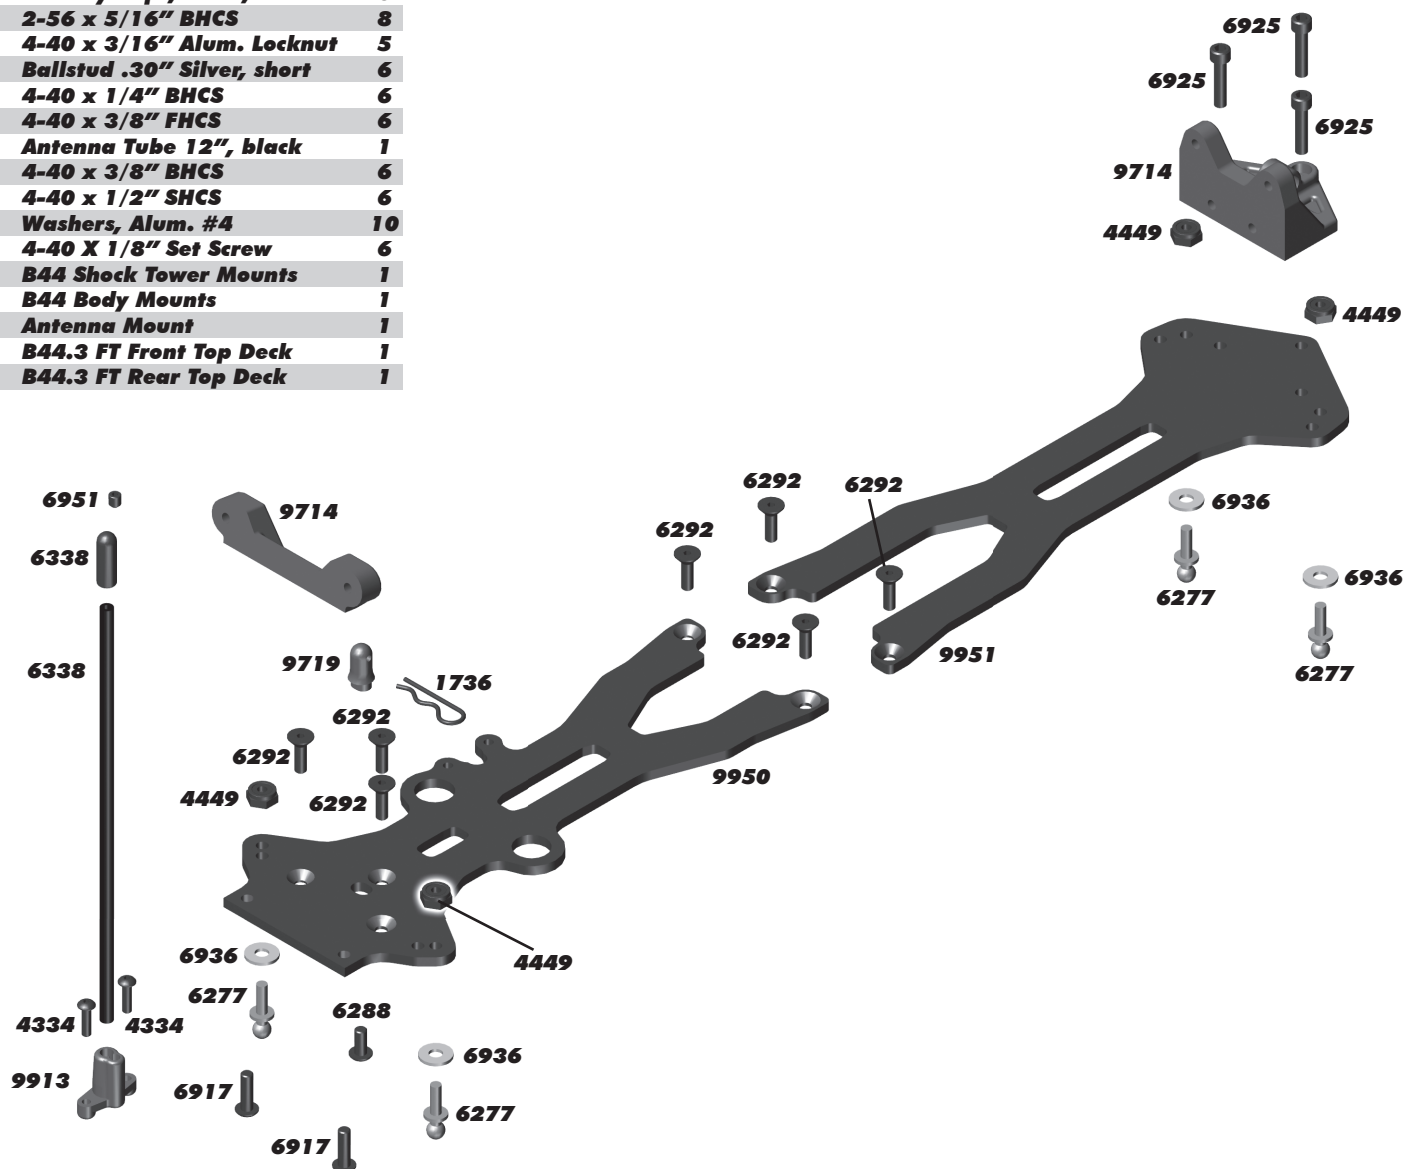 2-56 x 5/16" BHCS 8
4-40 x 3/16" Alum. Locknut 5
Ballstud .30" Silver, short 6
4-40 x 1/4" BHCS 6
4-40 x 3/8" FHCS 6
Antenna Tube 12", black 1
4-40 x 3/8" BHCS 6
4-40 x 1/2" SHCS 6
Washers, Alum. #4 10
4-40 X 1/8" Set Screw 6
B44 Shock Tower Mounts 1
B44 Body Mounts 1
Antenna Mount 1
B44.3 FT Front Top Deck 1
B44.3 FT Rear Top Deck 1
6925
6925
6925
9714
4449
4449
6292
6292
6951
9714
6936
6292
6338
6936
6277
6292
9951
6277
9719
6338
1736
6292
6292
9950
4449
6292
6936
4449
6277
6288
4334
4334
6936
9913
6917
6277
6917